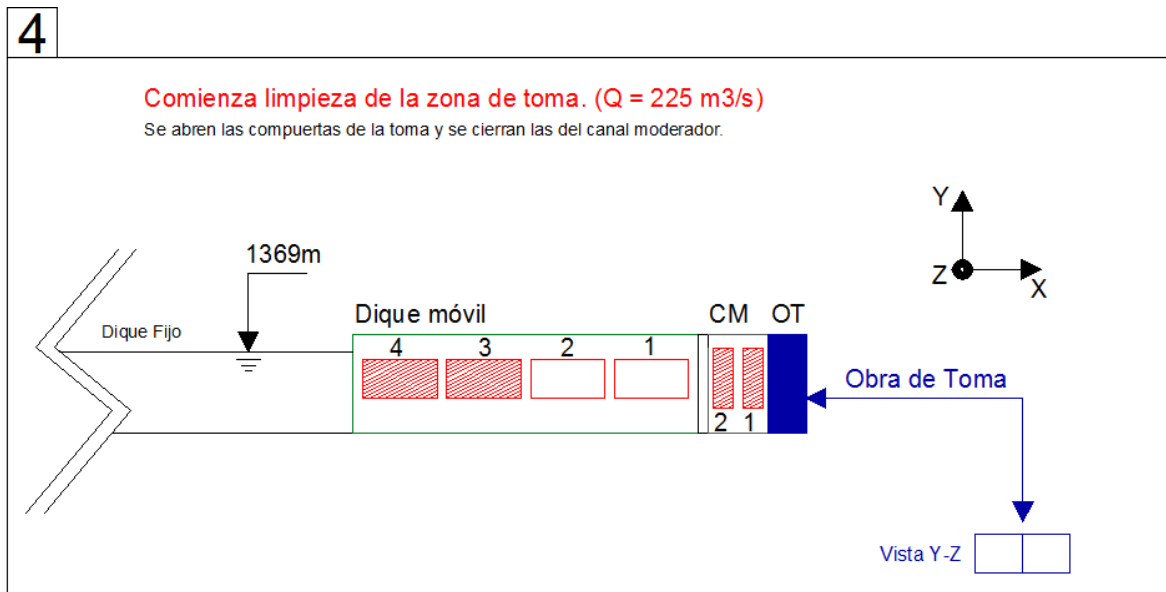 4
Comienza limpieza de la zona de toma. (Q = 225 m3/s)
Se abren las compuertas de la toma y se cierran las del canal moderador.
Y
Z
X
1369m
Dique Fijo
Dique móvil
CM
OT
4
3
2
1
2
1
Obra de Toma
Vista Y-Z